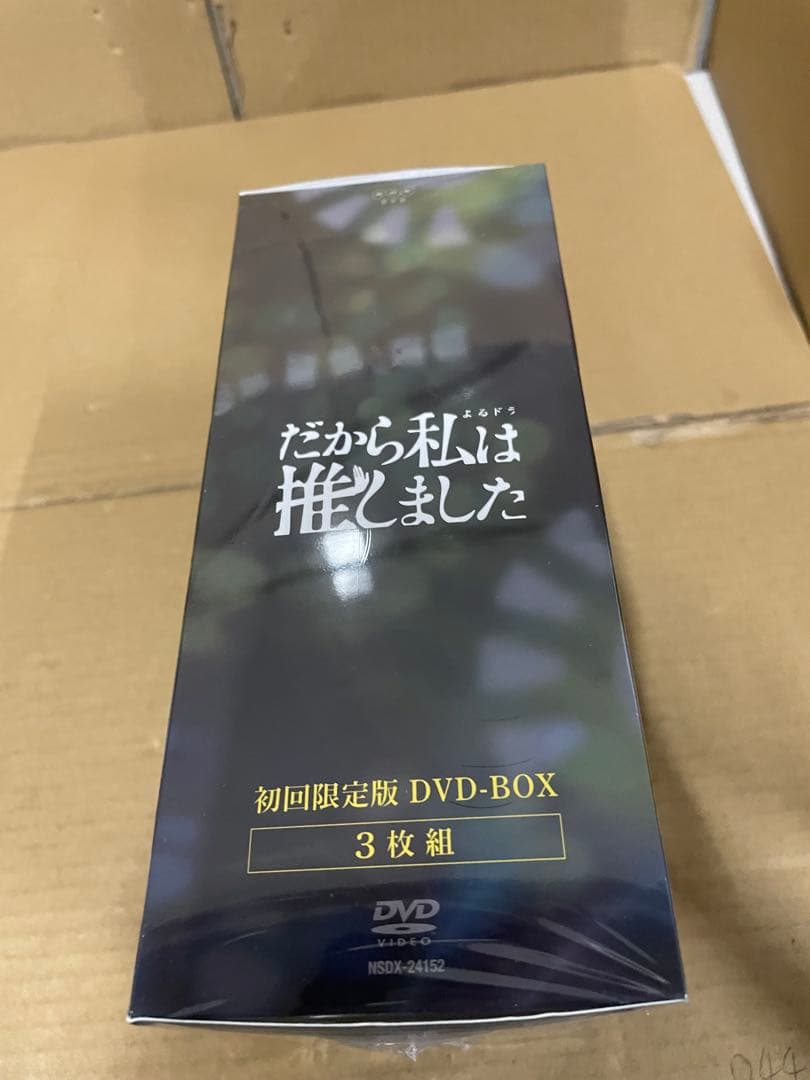 よるドラ
だから私は
推しました
初回限定版 DVD-BOX
3枚組
DVD
VIDEO
NSDX-24152